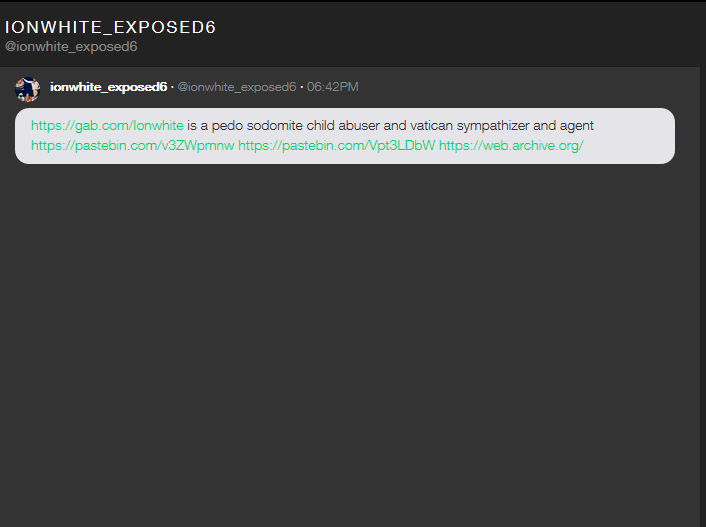 IONWHITE_EXPOSED6
@ionwhite_exposed6
ionwhite_exposed6 · @ionwhite_exposed6 · 06:42PM
https://gab.com/Ionwhite is a pedo sodomite child abuser and vatican sympathizer and agent
https://pastebin.com/v3ZWpmnw https://pastebin.com/Vpt3LDbW https://web.archive.org/